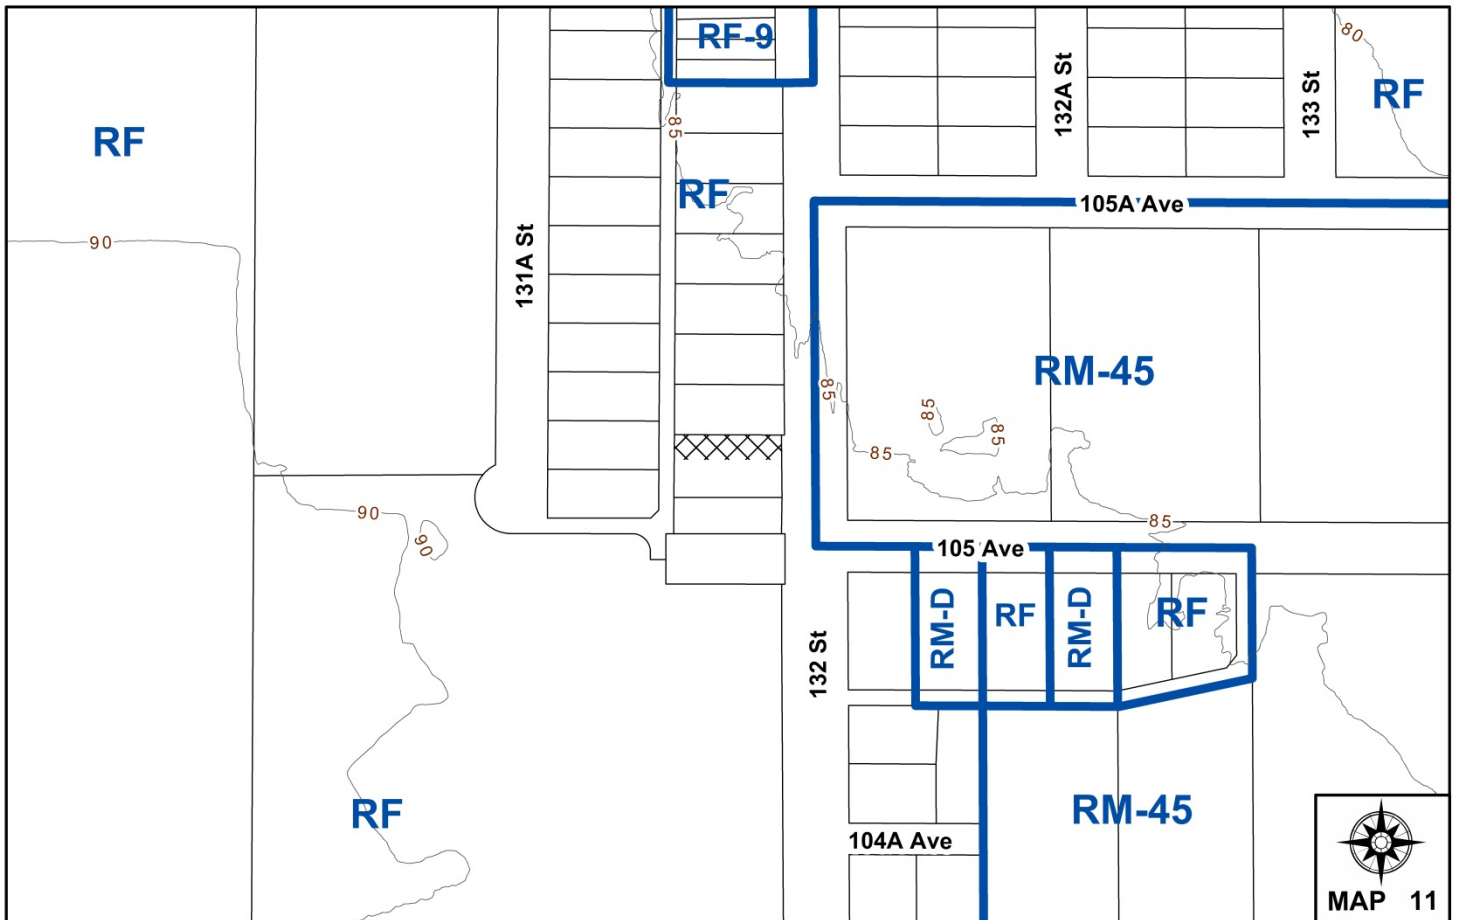 RF-9
80
132A St
133 St
RF
RF
85
RF
105A Ave
90
131A St
RM-45
85
85
85
85
90
85
90
105 Ave
RM-D
RF
RM-D
RF
132 St
RF
RM-45
104A Ave
MAP 11